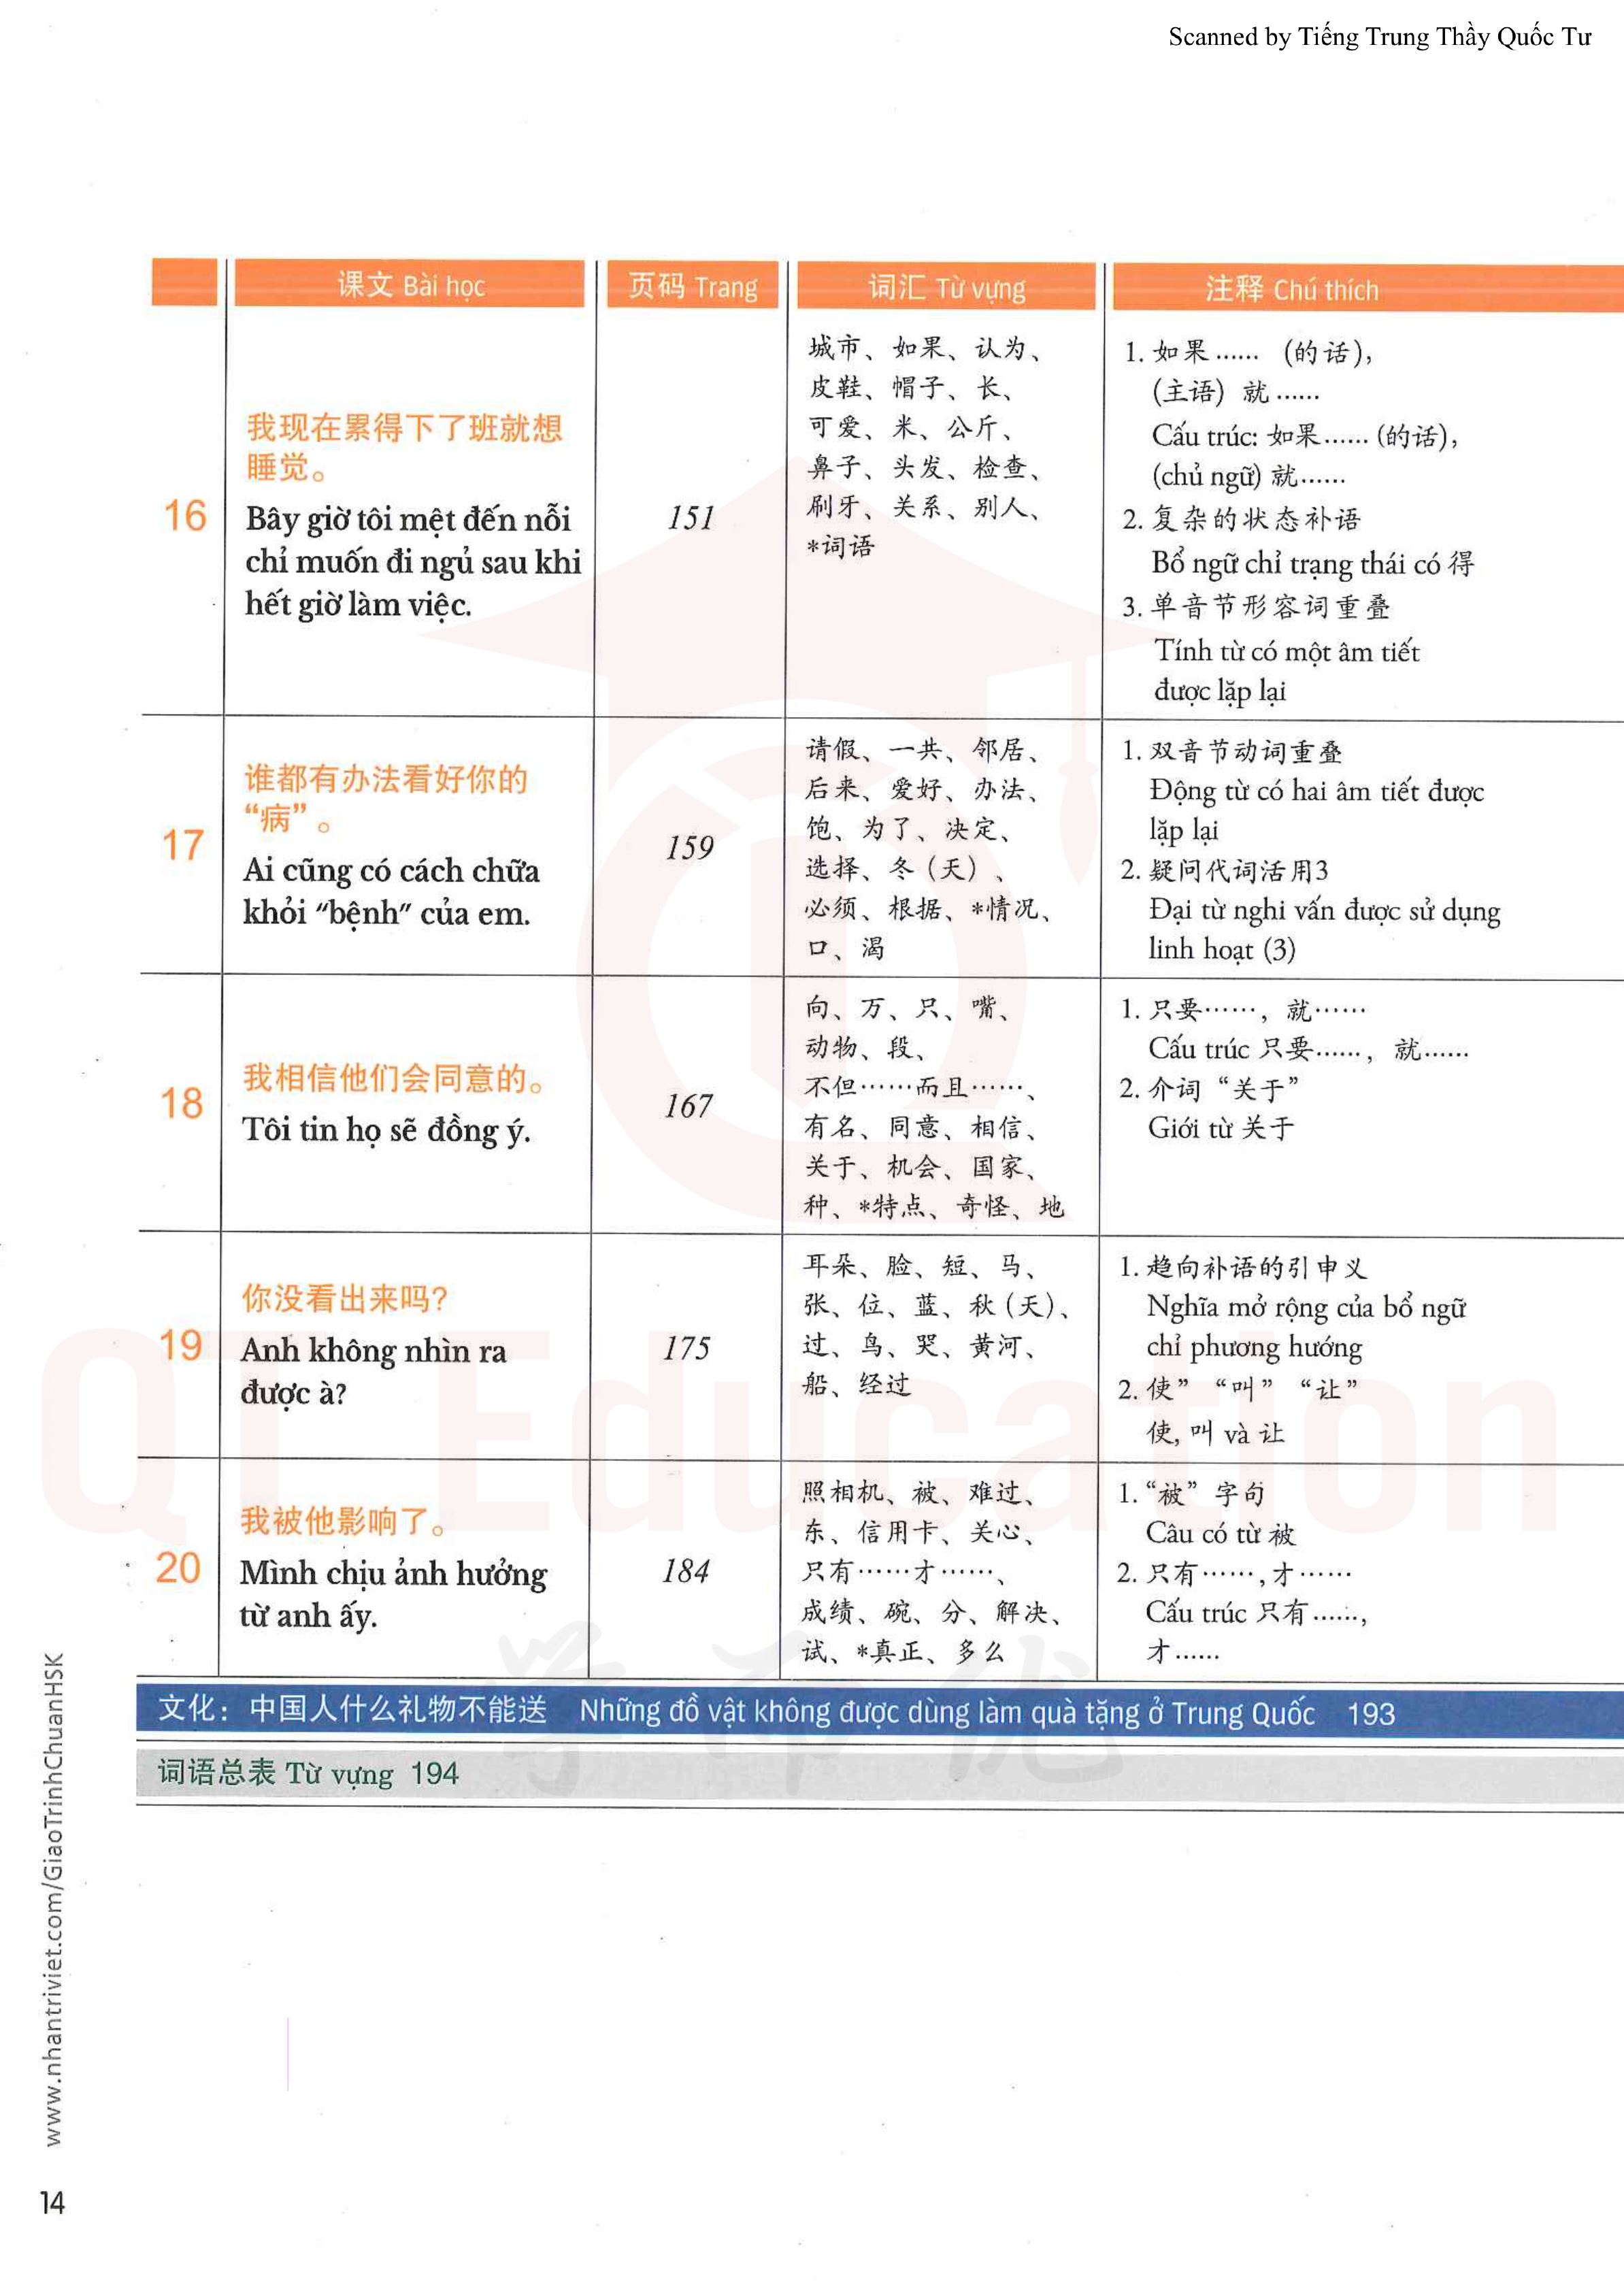 Scanned by Tiếng Trung Thầy Quốc Tư
课文 Bài học
页码 Trang
词汇 Từ vựng
注释 Chú thích
16
我现在累得下了班就想
睡觉。
Bây giờ tôi mệt đến nỗi
chỉ muốn đi ngủ sau khi
hết giờ làm việc.
151
城市、如果、认为、
皮鞋、帽子、长、
可爱、米、公斤、
鼻子、头发、检查、
刷牙、关系、别人、
*词语
1. 如果…… (的话),
(主语) 就……
Cấu trúc: 如果…… (的话),
(chủ ngữ) 就……
2. 复杂的状态补语
Bổ ngữ chỉ trạng thái có 得
3. 单音节形容词重叠
Tính từ có một âm tiết
được lặp lại
17
谁都有办法看好你的
“病”。
Ai cũng có cách chữa
khỏi "bệnh" của em.
159
请假、一共、邻居、
后来、爱好、办法、
饱、为了、决定、
选择、冬（天）、
必须、根据、*情况、
口、渴
1. 双音节动词重叠
Động từ có hai âm tiết được
lặp lại
2. 疑问代词活用3
Đại từ nghi vấn được sử dụng
linh hoạt (3)
18
我相信他们会同意的。
Tôi tin họ sẽ đồng ý.
167
向、万、只、嘴、
动物、段、
不但……而且……、
有名、同意、相信、
关于、机会、国家、
种、*特点、奇怪、地
1. 只要……，就……
Cấu trúc 只要……，就……
2. 介词“关于”
Giới từ 关于
19
你没看出来吗?
Anh không nhìn ra
được à?
175
耳朵、脸、短、马、
张、位、蓝、秋（天）、
过、鸟、哭、黄河、
船、经过
1. 趋向补语的引申义
Nghĩa mở rộng của bổ ngữ
chỉ phương hướng
2. 使” “叫” “让”
使, 叫 và 让
20
我被他影响了。
Mình chịu ảnh hưởng
từ anh ấy.
184
照相机、被、难过、
东、信用卡、关心、
只有……才……、
成绩、碗、分、解决、
试、*真正、多么
1. “被”字句
Câu có từ 被
2. 只有……,才……
Cấu trúc 只有……,
才……
文化：中国人什么礼物不能送 Những đồ vật không được dùng làm quà tặng ở Trung Quốc 193
词语总表 Từ vựng 194
QT Education
学而优
www.nhantriviet.com/GiaoTrinhChuanHSK
14